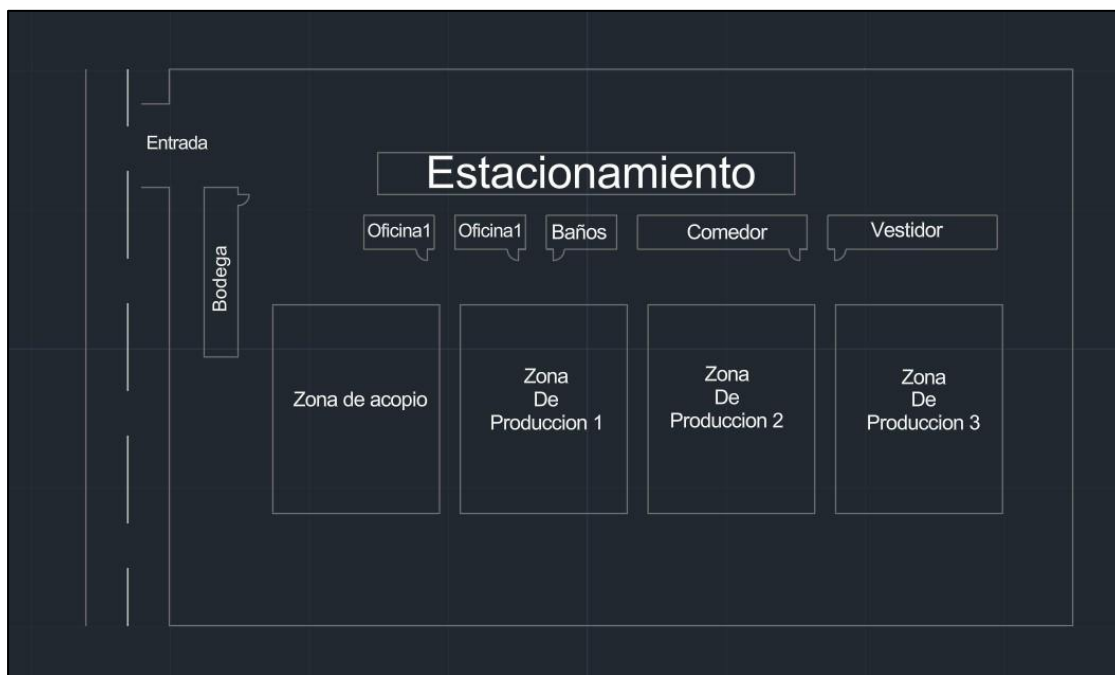 Entrada
Estacionamiento
Oficina1
Oficina1
Baños
Comedor
Vestidor
Bodega
Zona de acopio
Zona
De
Produccion 1
Zona
De
Produccion 2
Zona
De
Produccion 3